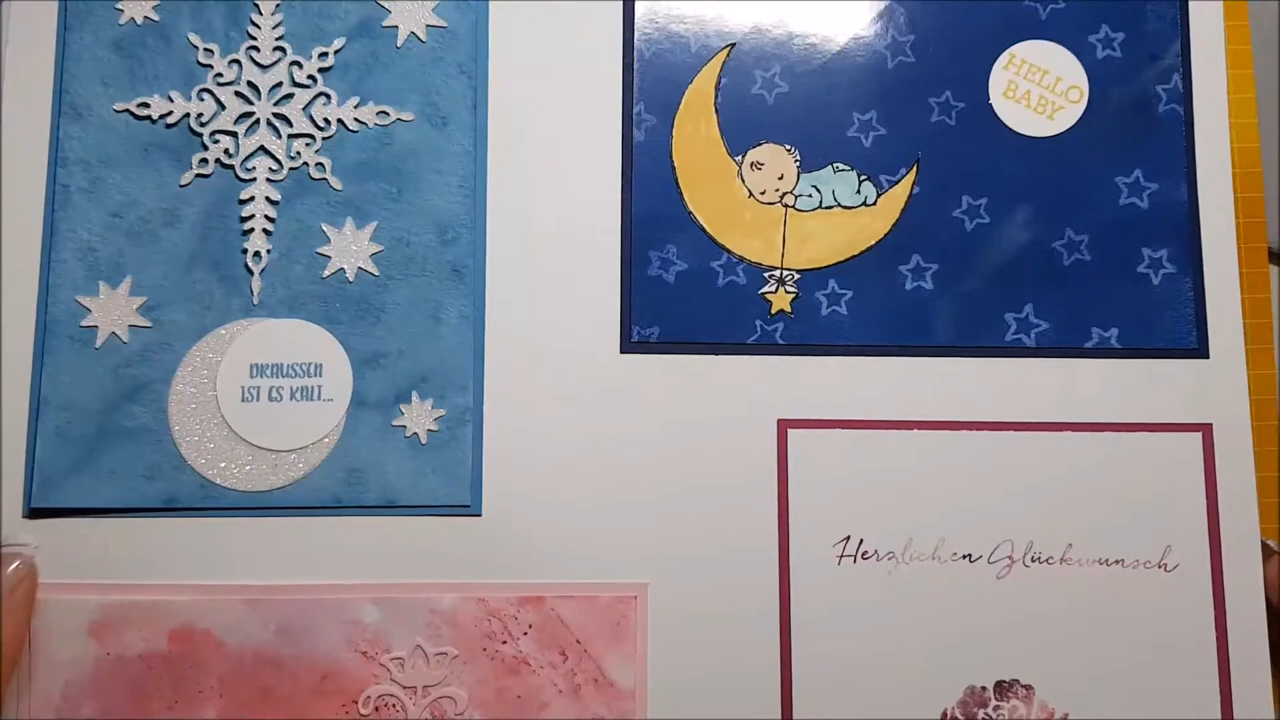 DRAUSSEN
IST ES KALT...
HELLO
BABY
Herzlichen Glückwunsch